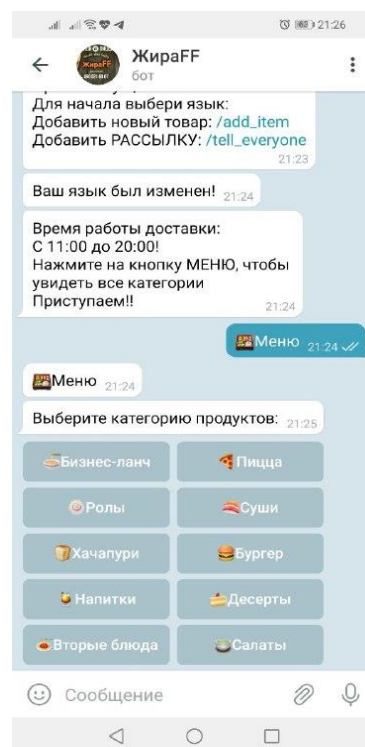 21:26
ЖираFF
бот
Для начала выбери язык:
Добавить новый товар: /add_item
Добавить РАССЫЛКУ: /tell_everyone
21:23
Ваш язык был изменен! 21:24
Время работы доставки:
С 11:00 до 20:00!
Нажмите на кнопку МЕНЮ, чтобы
увидеть все категории
Приступаем!!
21:24
Меню 21:24
Меню 21:24
Выберите категорию продуктов: 21:25
Бизнес-ланч
Пицца
Ролы
Суши
Хачапури
Бургер
Напитки
Десерты
Вторые блюда
Салаты
Сообщение